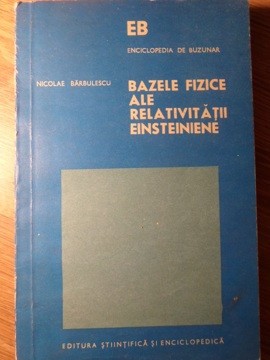 EB
ENCICLOPEDIA DE BUZUNAR
NICOLAE BĂRBULESCU
BAZELE FIZICE
ALE
RELATIVITĂȚII
EINSTEINIENE
EDITURA ȘTIINȚIFICĂ ȘI ENCICLOPEDICĂ